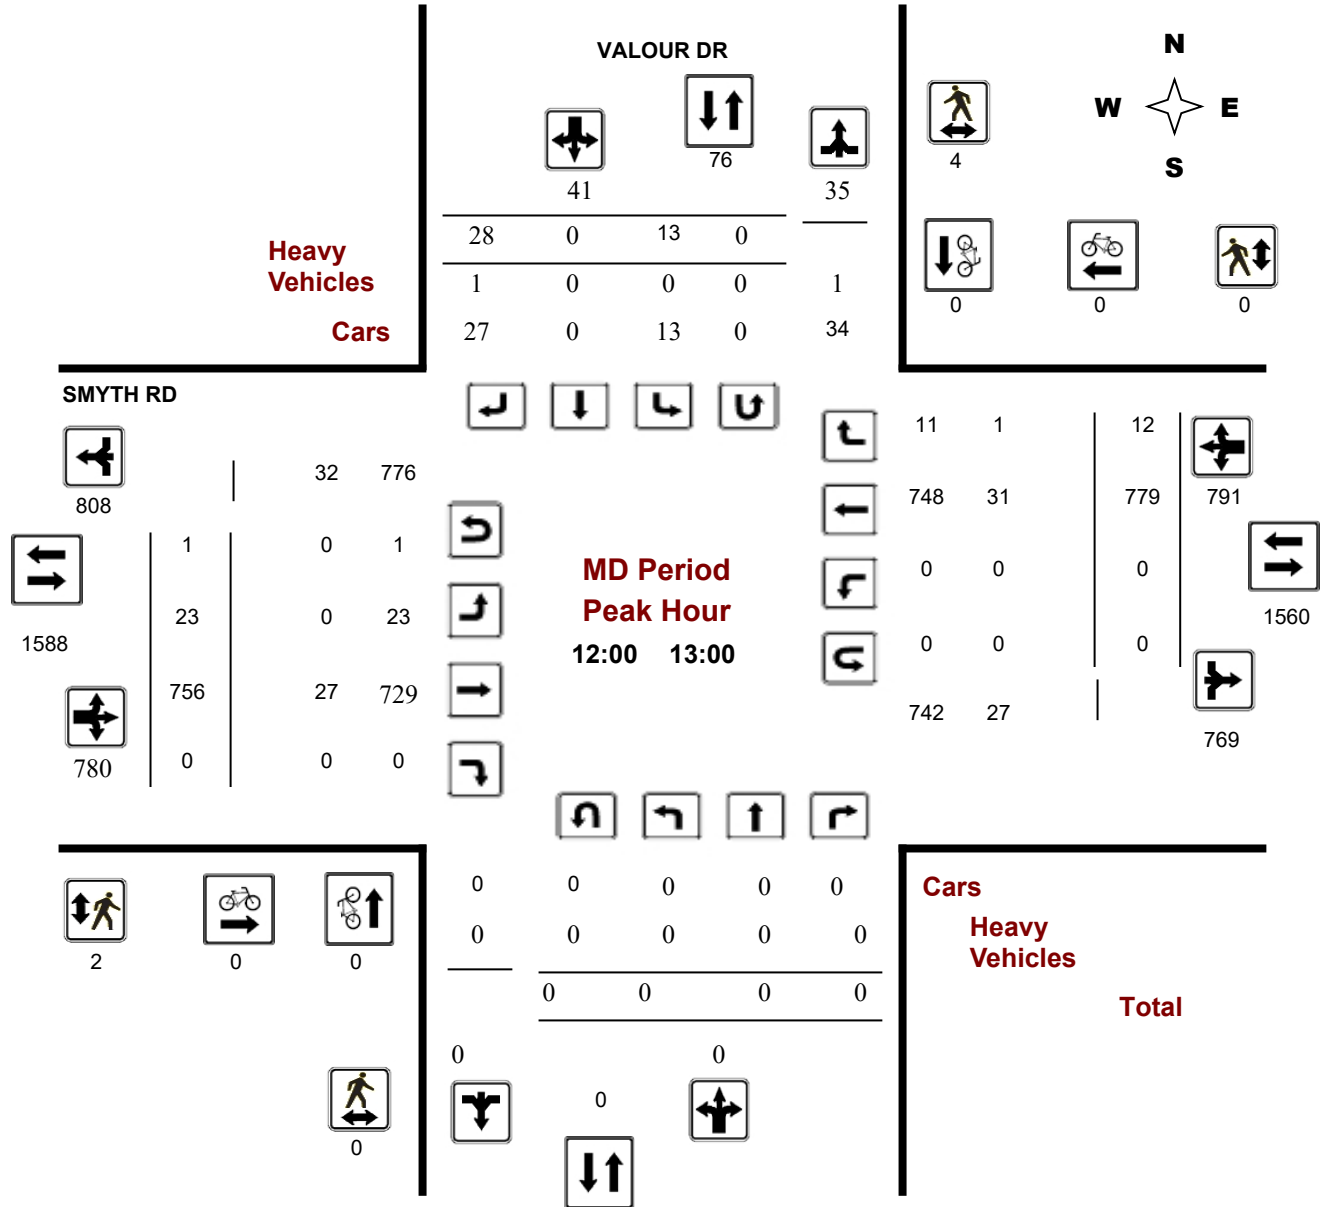 VALOUR DR
N
W E
S
76
4
41 35
28 0 13 0
Heavy
Vehicles
1 0 0 0 1
0 0 0
Cars
27 0 13 0 34
SMYTH RD
11 1 12
32 776
808
748 31 779 791
1 0 1
MD Period
0 0 0
23 0 23
Peak Hour
1588
1560
12:00 13:00
0 0 0
756 27 729
742 27
769
780 0 0 0
0 0 0 0 0
Cars
0 0 0 0 0
Heavy
Vehicles
2 0 0
0 0 0 0
Total
0 0
0
0